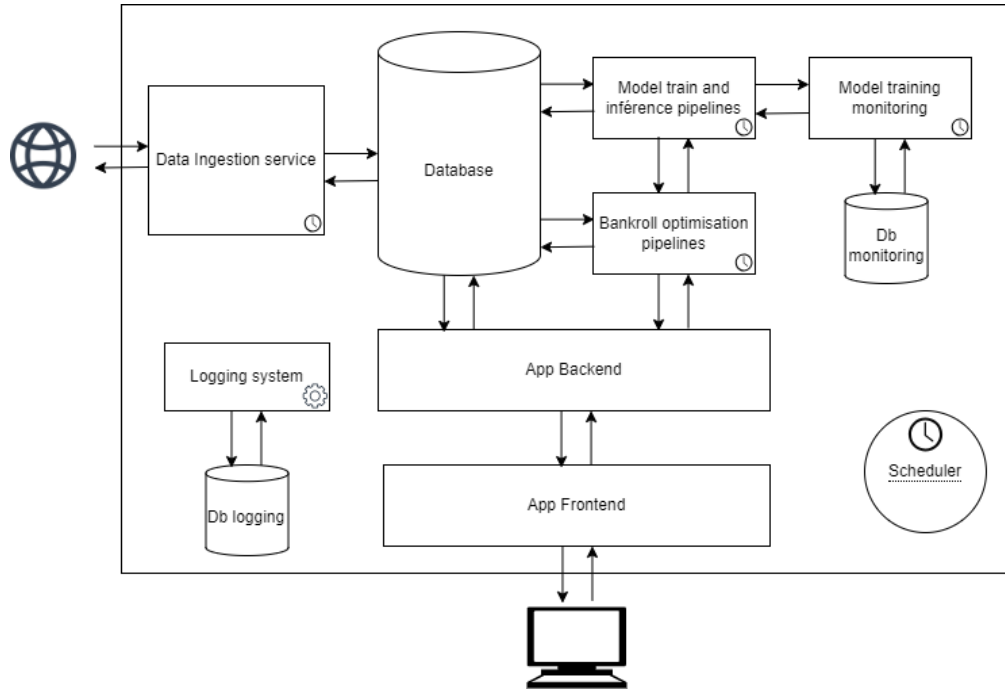 Model train and
inférence pipelines
Model training
monitoring
Data Ingestion service
Database
Bankroll optimisation
pipelines
Db
monitoring
App Backend
Logging system
Scheduler
App Frontend
Db logging